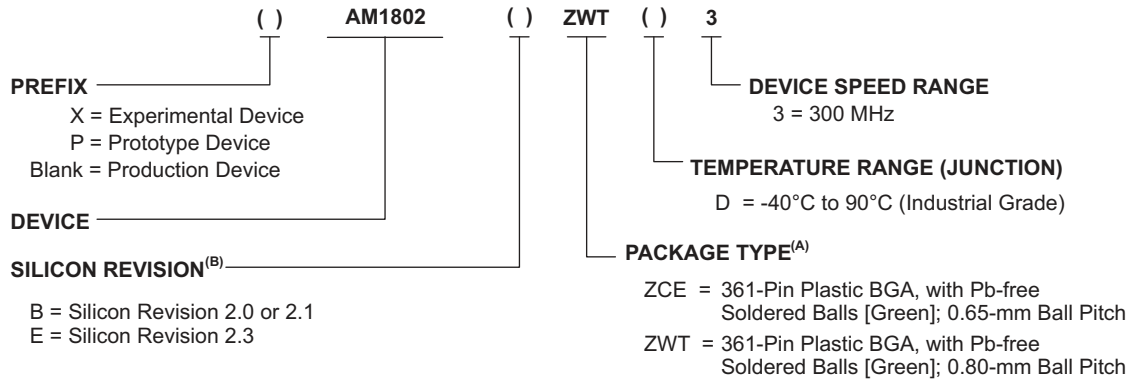 ( ) AM1802 ( ) ZWT ( ) 3
PREFIX
X = Experimental Device
P = Prototype Device
Blank = Production Device
DEVICE
SILICON REVISION(B)
B = Silicon Revision 2.0 or 2.1
E = Silicon Revision 2.3
DEVICE SPEED RANGE
3 = 300 MHz
TEMPERATURE RANGE (JUNCTION)
D = -40°C to 90°C (Industrial Grade)
PACKAGE TYPE(A)
ZCE = 361-Pin Plastic BGA, with Pb-free
Soldered Balls [Green]; 0.65-mm Ball Pitch
ZWT = 361-Pin Plastic BGA, with Pb-free
Soldered Balls [Green]; 0.80-mm Ball Pitch